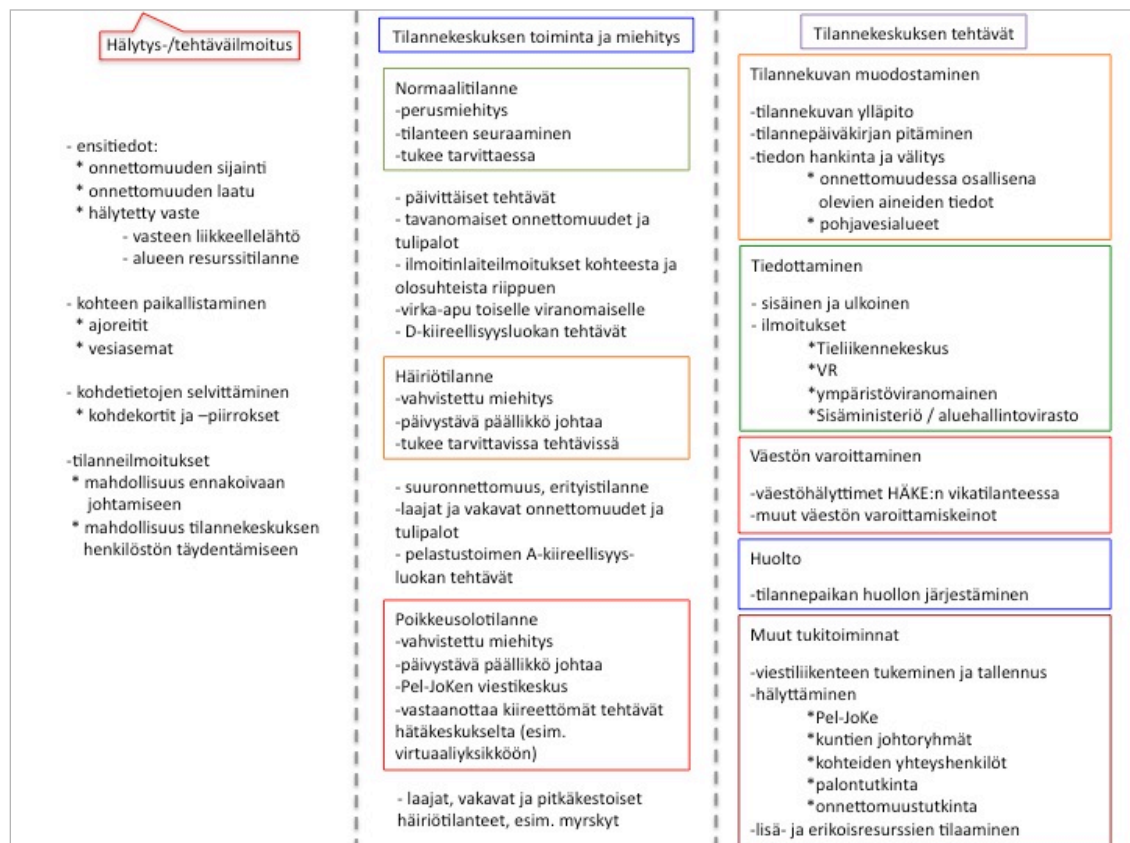 Hälytys-/tehtäväilmoitus
- ensitiedot:
* onnettomuuden sijainti
* onnettomuuden laatu
* hälytetty vaste
- vasteen liikkeellelähtö
- alueen resurssitilanne
- kohteen paikallistaminen
* ajoreitit
* vesiasemat
- kohdetietojen selvittäminen
* kohdekortit ja –piirrokset
-tilanneilmoitukset
* mahdollisuus ennakoivaan
johtamiseen
* mahdollisuus tilannekeskuksen
henkilöstön täydentämiseen
Tilannekeskuksen toiminta ja miehitys
Normaalitilanne
-perusmiehitys
-tilanteen seuraaminen
-tukee tarvittaessa
- päivittäiset tehtävät
- tavanomaiset onnettomuudet ja
tulipalot
- ilmoitinlaiteilmoitukset kohteesta ja
olosuhteista riippuen
-virka-apu toiselle viranomaiselle
- D-kiireellisyysluokan tehtävät
Häiriötilanne
-vahvistettu miehitys
-päivystävä päällikkö johtaa
-tukee tarvittavissa tehtävissä
- suuronnettomuus, erityistilanne
- laajat ja vakavat onnettomuudet ja
tulipalot
- pelastustoimen A-kiireellisyys-
luokan tehtävät
Poikkeusolotilanne
-vahvistettu miehitys
-päivystävä päällikkö johtaa
-Pel-JoKen viestikeskus
-vastaanottaa kiireettömät tehtävät
hätäkeskukselta (esim.
virtuaaliyksikköön)
- laajat, vakavat ja pitkäkestoiset
häiriötilanteet, esim. myrskyt
Tilannekeskuksen tehtävät
Tilannekuvan muodostaminen
-tilannekuvan ylläpito
-tilannepäiväkirjan pitäminen
-tiedon hankinta ja välitys
* onnettomuudessa osallisena
olevien aineiden tiedot
* pohjavesialueet
Tiedottaminen
- sisäinen ja ulkoinen
- ilmoitukset
*Tieliikennekeskus
*VR
*ympäristöviranomainen
*Sisäministeriö / aluehallintovirasto
Väestön varoittaminen
-väestöhälyttimet HÄKE:n vikatilanteessa
-muut väestön varoittamiskeinot
Huolto
-tilannepaikan huollon järjestäminen
Muut tukitoiminnat
-viestiliikenteen tukeminen ja tallennus
-hälyttäminen
*Pel-JoKe
*kuntien johtoryhmät
*kohteiden yhteyshenkilöt
*palontutkinta
*onnettomuustutkinta
-lisä- ja erikoisresurssien tilaaminen